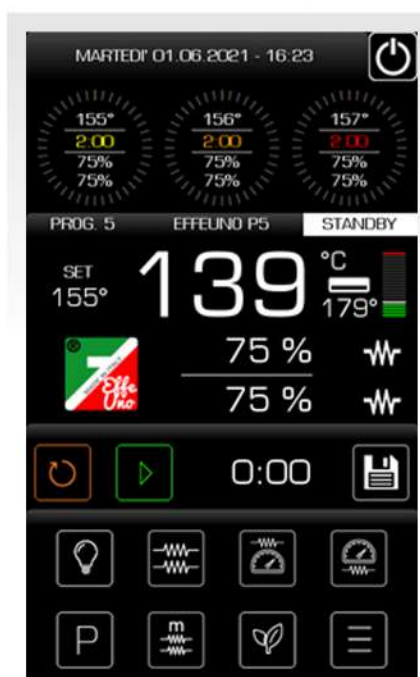 MARTEDI' 01.06.2021 - 16:23
155° 156° 157°
2:00 2:00 2:00
75% 75% 75%
75% 75% 75%
PROG. 5 EFFEUNO P5 STANDBY
SET
155°
139
°C
179°
®
Effe
Uno
75 %
75 %
0:00
P
m